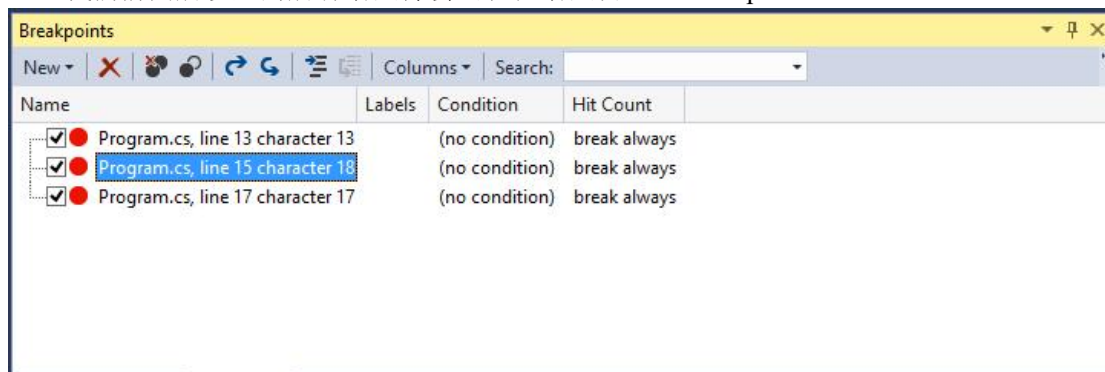 Breakpoints
New Columns Search:
Name Labels Condition Hit Count
Program.cs, line 13 character 13 (no condition) break always
Program.cs, line 15 character 18 (no condition) break always
Program.cs, line 17 character 17 (no condition) break always